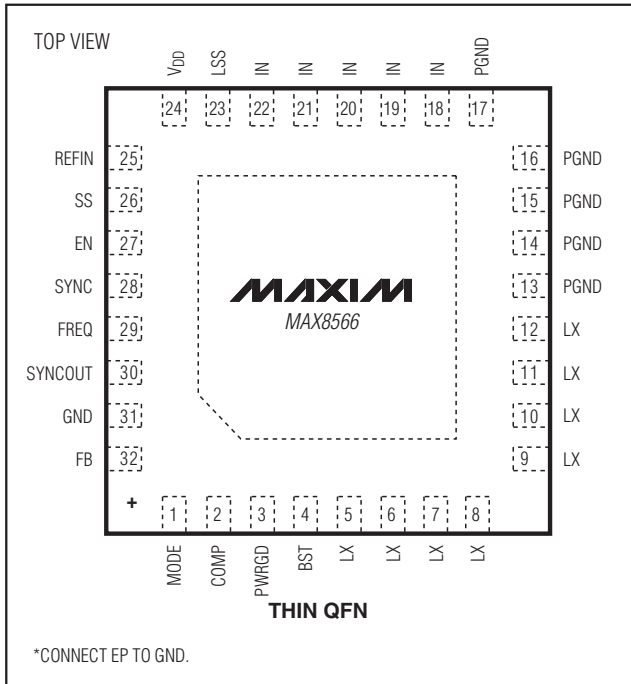 TOP VIEW
VDD
LSS
IN
IN
IN
IN
IN
PGND
24
23
22
21
20
19
18
17
REFIN 25
SS 26
EN 27
SYNC 28
FREQ 29
SYNCOUT 30
GND 31
FB 32
16 PGND
15 PGND
14 PGND
13 PGND
12 LX
11 LX
10 LX
9 LX
MAXIM
MAX8566
+
1
2
3
4
5
6
7
8
MODE
COMP
PWRGD
BST
LX
LX
LX
LX
THIN QFN
*CONNECT EP TO GND.